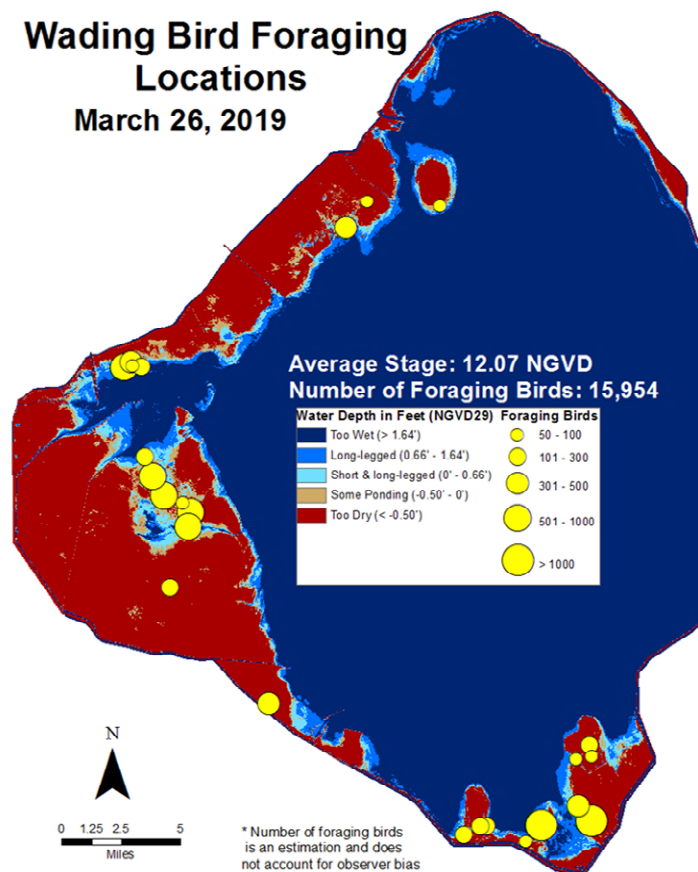 Wading Bird Foraging
Locations
March 26, 2019
Average Stage: 12.07 NGVD
Number of Foraging Birds: 15,954
Water Depth in Feet (NGVD29)
Too Wet (> 1.64')
Long-legged (0.66' - 1.64')
Short & long-legged (0' - 0.66')
Some Ponding (-0.50' - 0')
Too Dry (< -0.50')
Foraging Birds
50 - 100
101 - 300
301 - 500
501 - 1000
> 1000
N
0 1.25 2.5 5
Miles
* Number of foraging birds
is an estimation and does
not account for observer bias